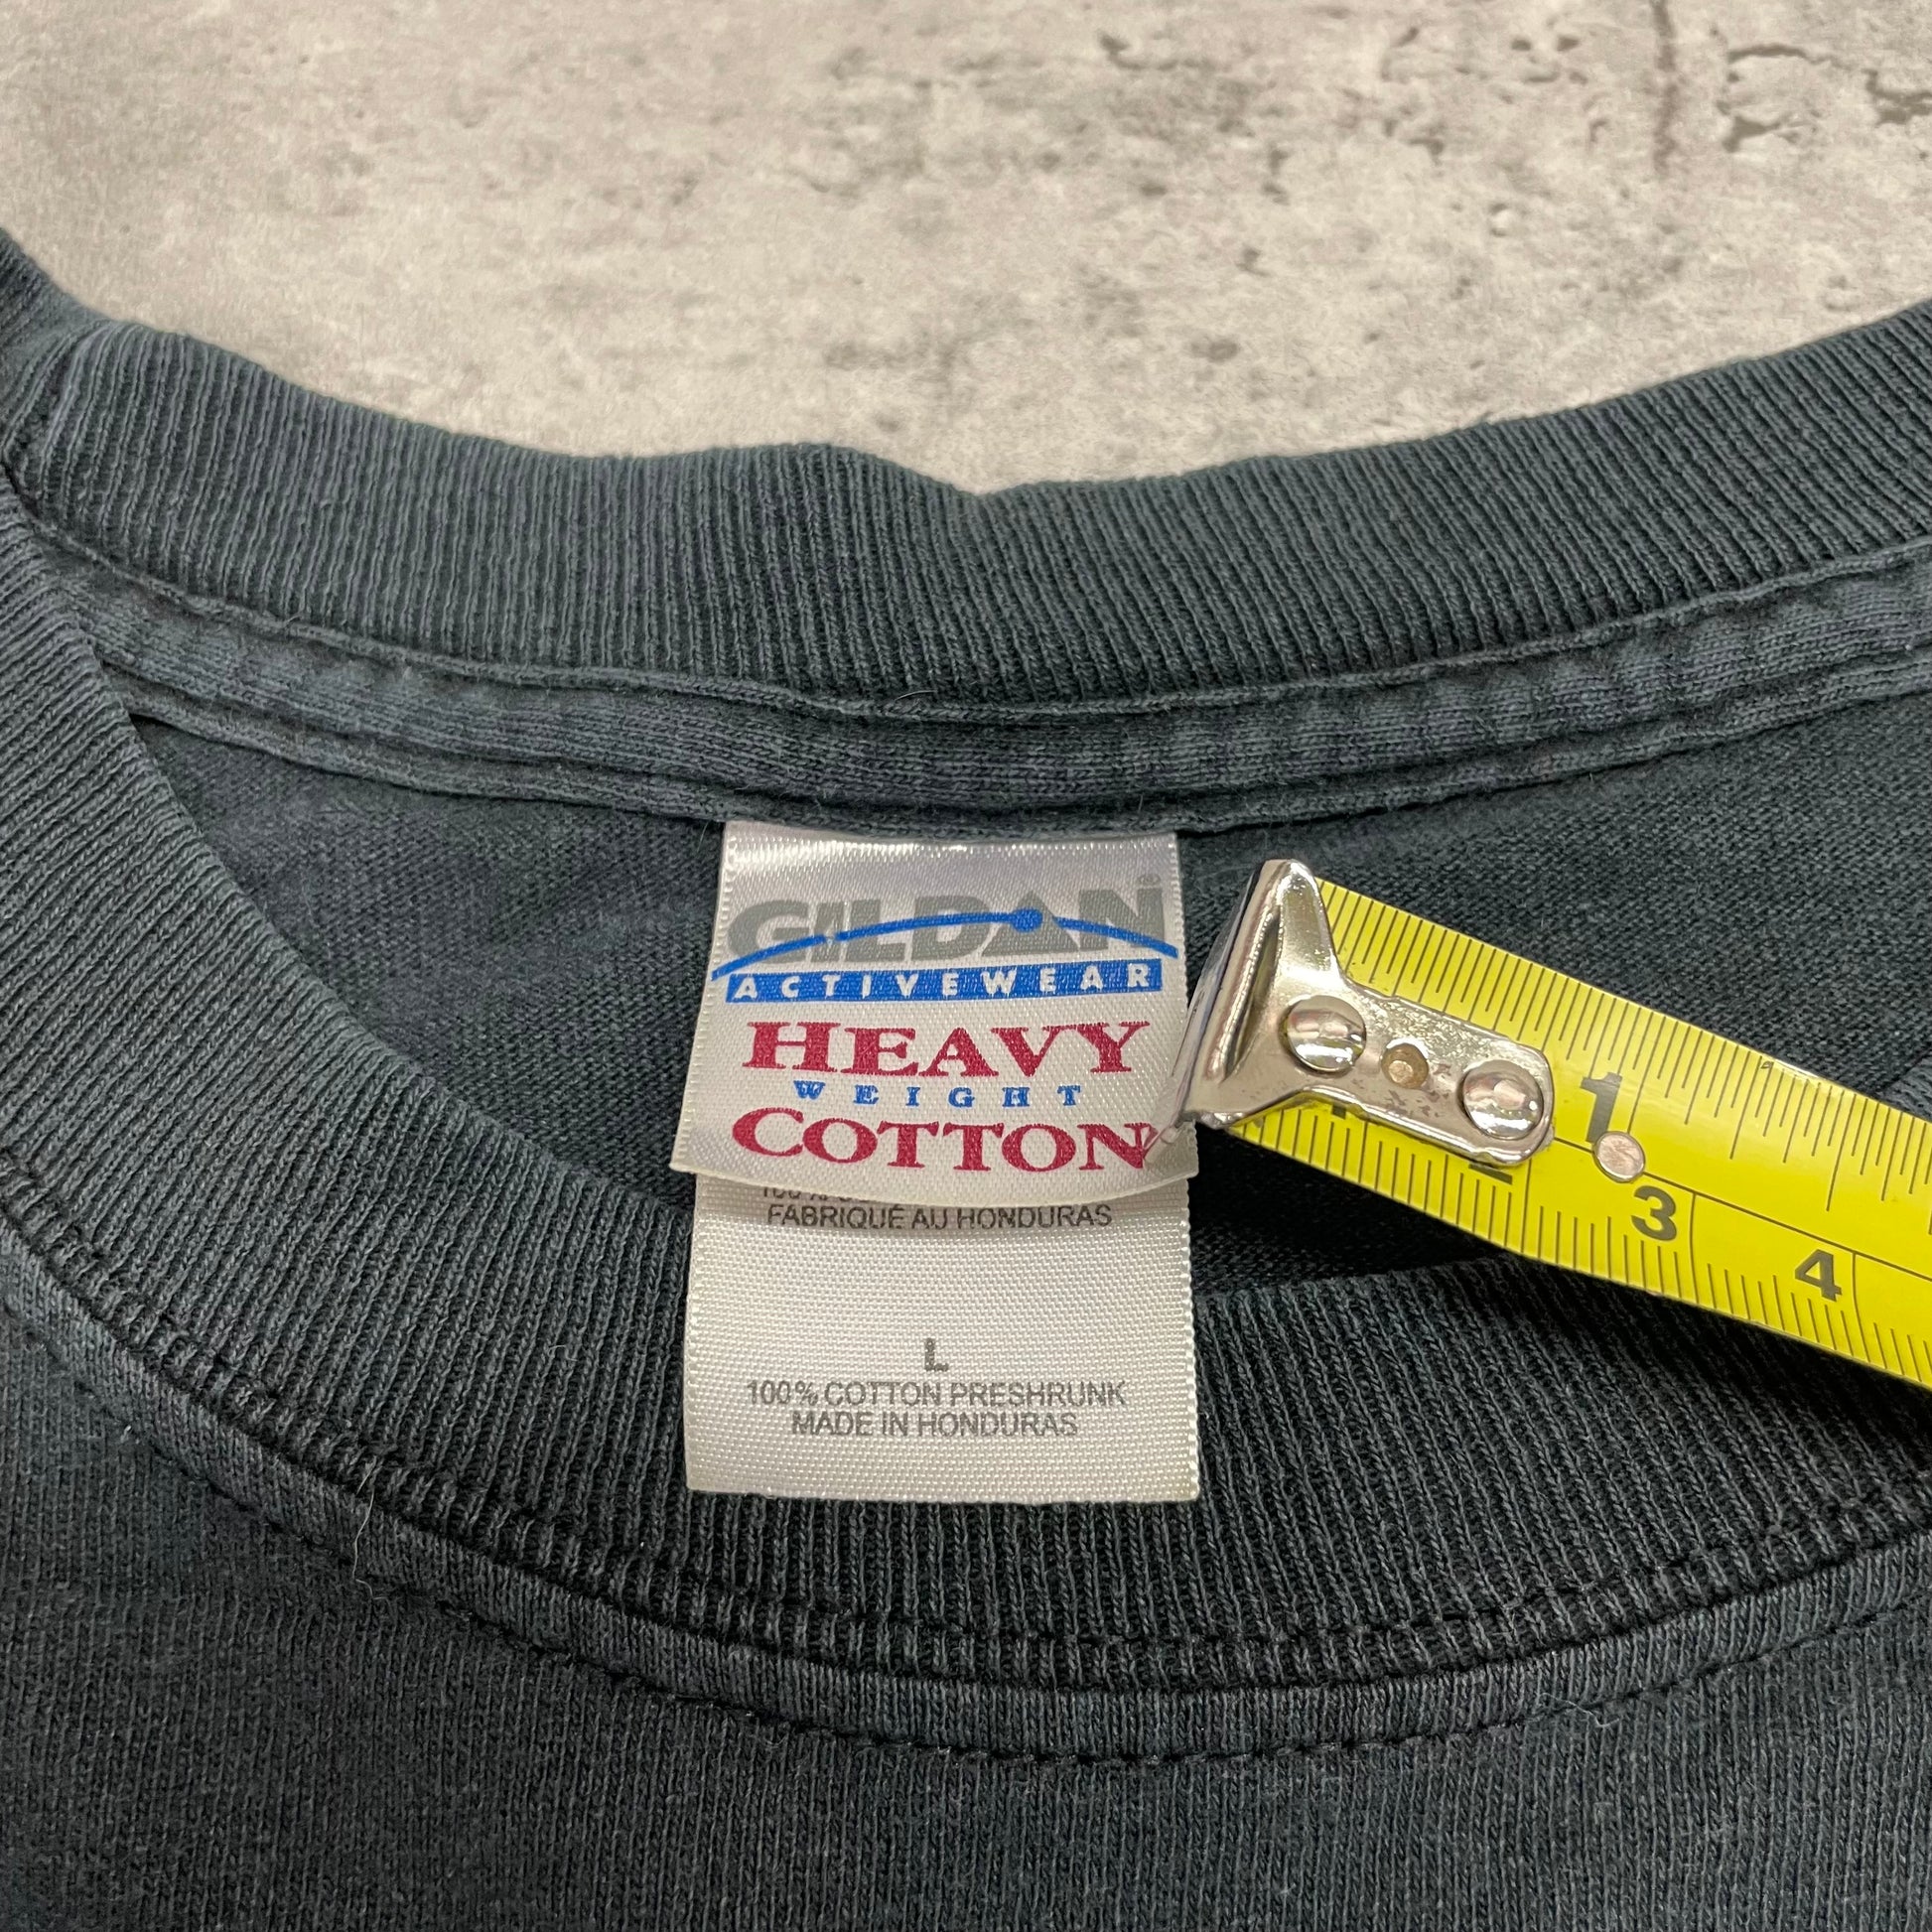 GILDAN®
ACTIVEWEAR
HEAVY
WEIGHT
COTTON
FABRIQUÉ AU HONDURAS
L
100% COTTON PRESHRUNK
MADE IN HONDURAS
1
2
3
4